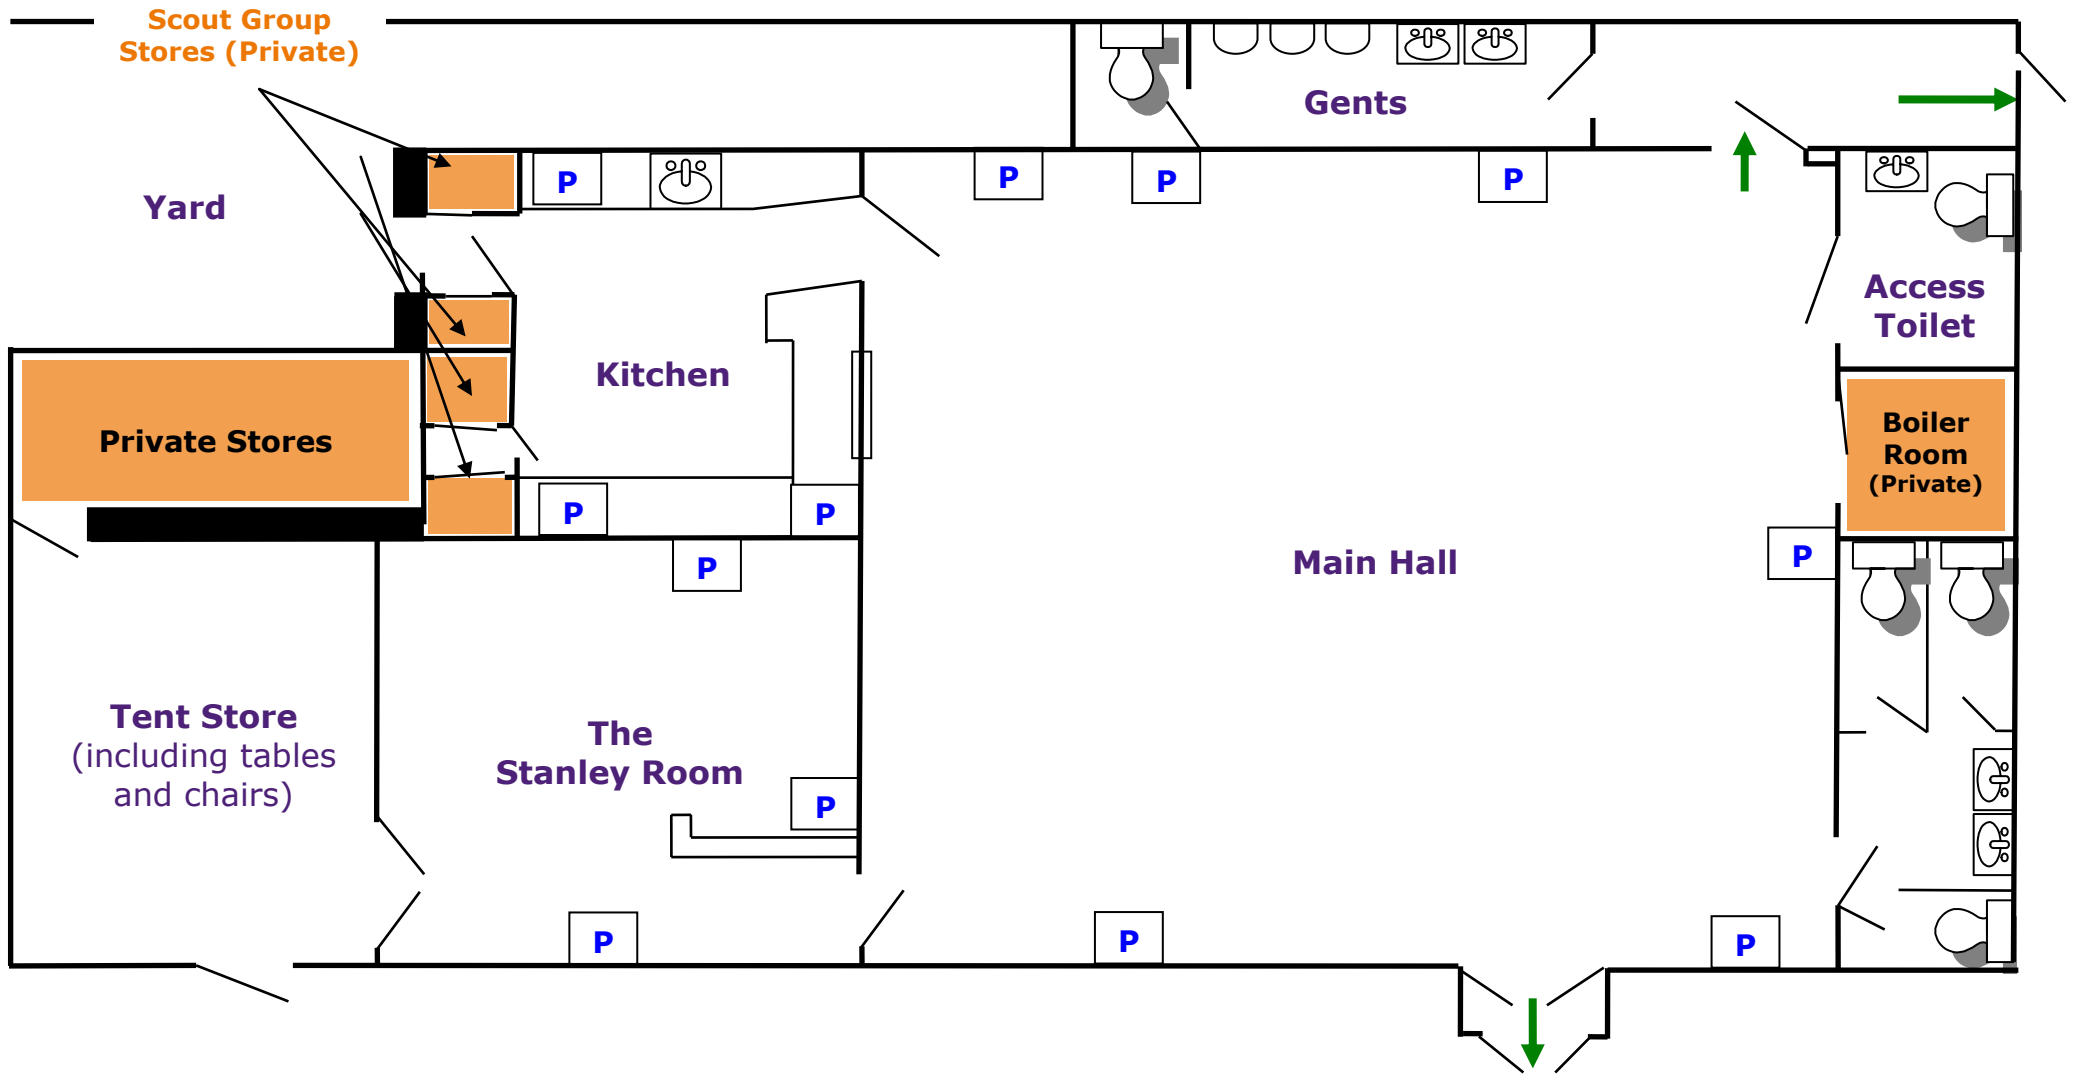 Scout Group
Stores (Private)
Gents
P
P
P
P
Yard
Access
Toilet
Kitchen
Boiler
Room
(Private)
Private Stores
P
P
P
P
Main Hall
Tent Store
(including tables
and chairs)
The
Stanley Room
P
P
P
P